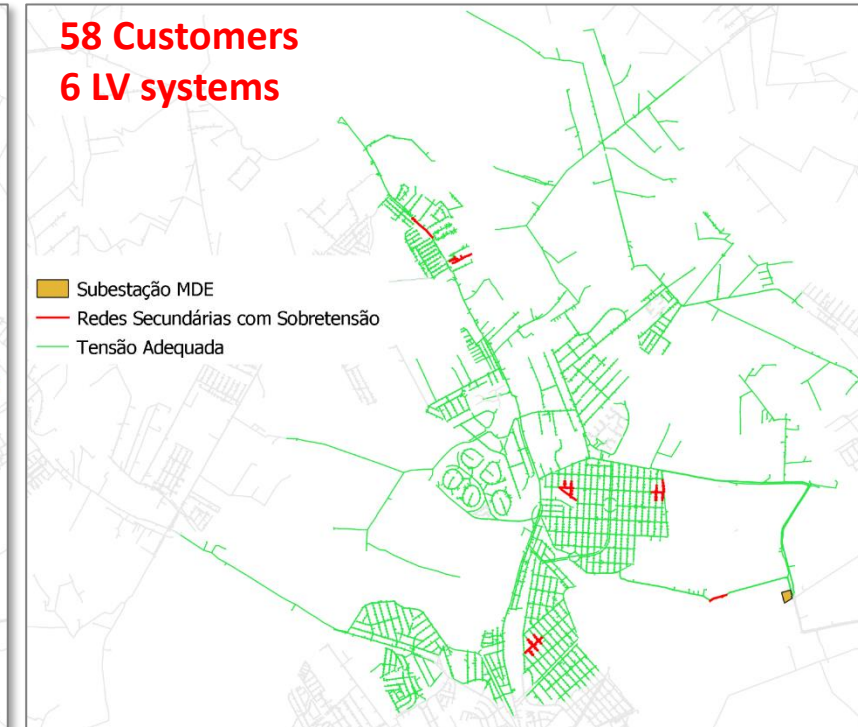 58 Customers
6 LV systems
Subestação MDE
Redes Secundárias com Sobretensão
Tensão Adequada